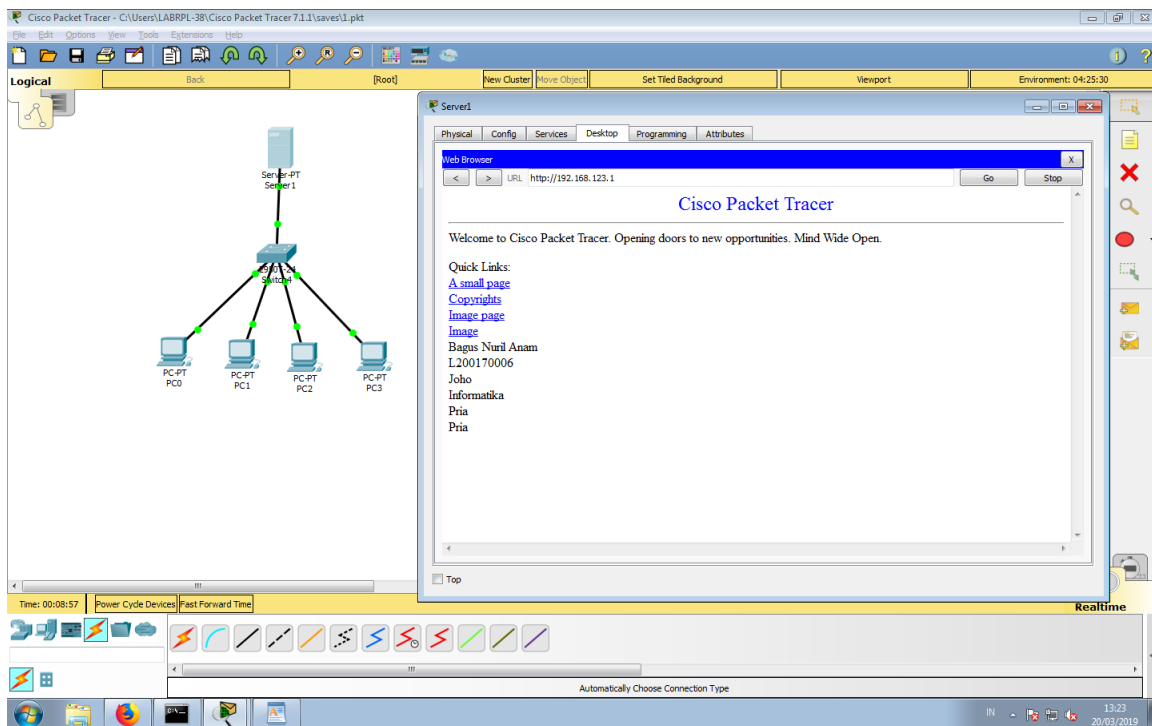 Cisco Packet Tracer - C:\Users\LABRPL-38\Cisco Packet Tracer 7.1.1\saves\1.pkt
File Edit Options View Tools Extensions Help
Logical
Back
[Root]
New Cluster
Move Object
Set Tiled Background
Viewport
Environment: 04:25:30
Server-PT
Server1
Switch4
PC-PT
PC0
PC-PT
PC1
PC-PT
PC2
PC-PT
PC3
Server1
Physical Config Services Desktop Programming Attributes
Web Browser
X
< > URL http://192.168.123.1 Go Stop
Cisco Packet Tracer
Welcome to Cisco Packet Tracer. Opening doors to new opportunities. Mind Wide Open.
Quick Links:
A small page
Copyrights
Image page
Image
Bagus Nuril Anam
L200170006
Joho
Informatika
Pria
Pria
Top
Time: 00:08:57
Power Cycle Devices
Fast Forward Time
Realtime
Automatically Choose Connection Type
IN
13:23
20/03/2019